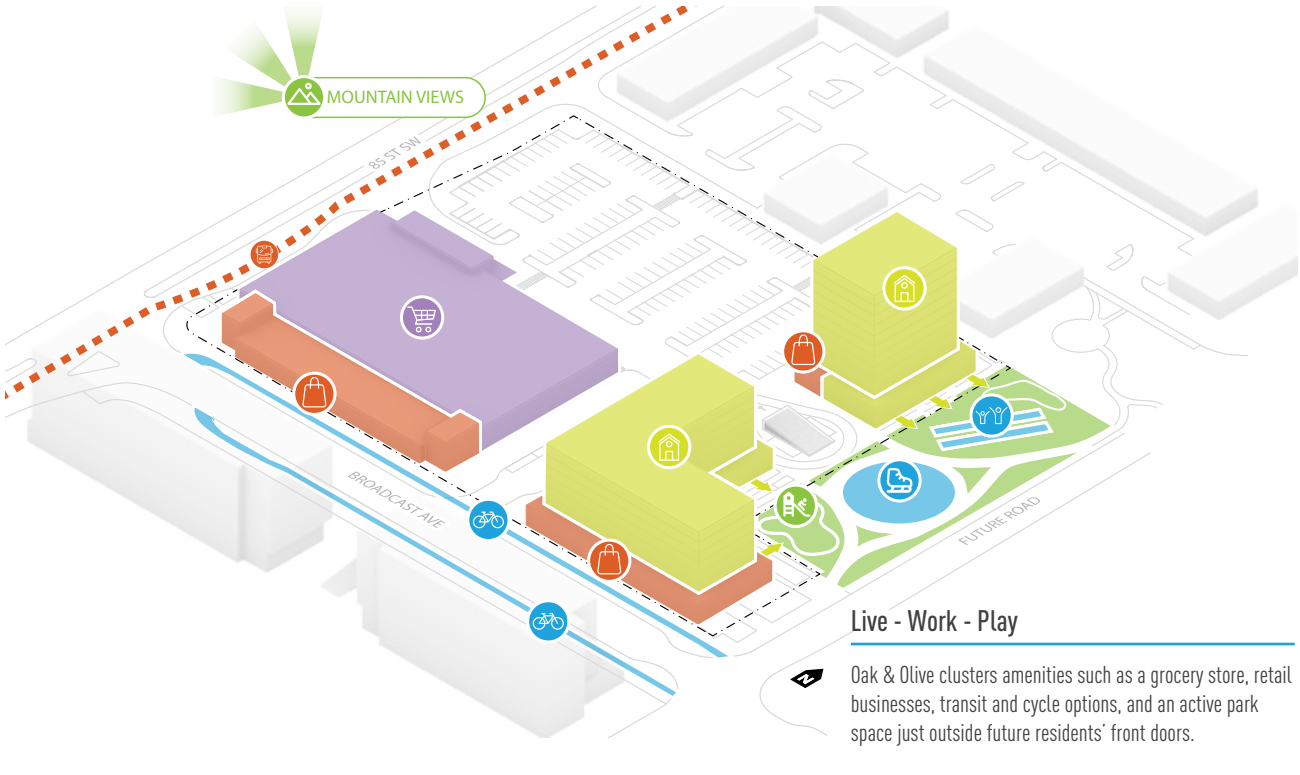 MOUNTAIN VIEWS
85 ST SW
BROADCAST AVE
FUTURE ROAD
Live - Work - Play
N
Oak & Olive clusters amenities such as a grocery store, retail
businesses, transit and cycle options, and an active park
space just outside future residents’ front doors.